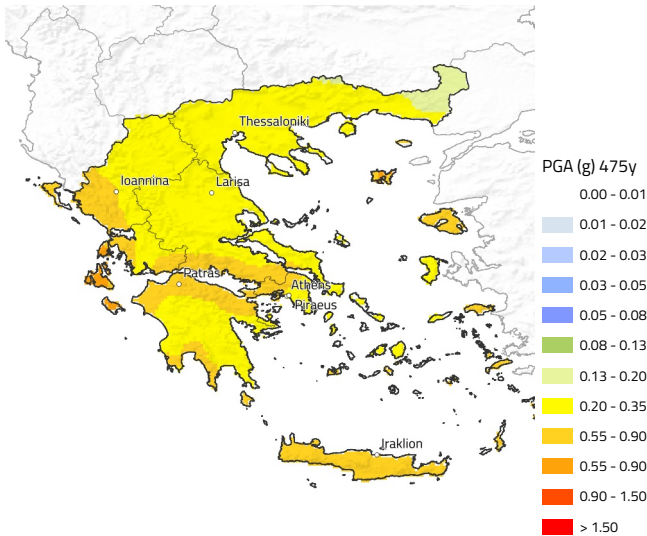 Thessaloniki
Ioannina
Larisa
Patras
Athens
Piraeus
Iraklion
PGA (g) 475y
0.00 - 0.01
0.01 - 0.02
0.02 - 0.03
0.03 - 0.05
0.05 - 0.08
0.08 - 0.13
0.13 - 0.20
0.20 - 0.35
0.55 - 0.90
0.55 - 0.90
0.90 - 1.50
> 1.50